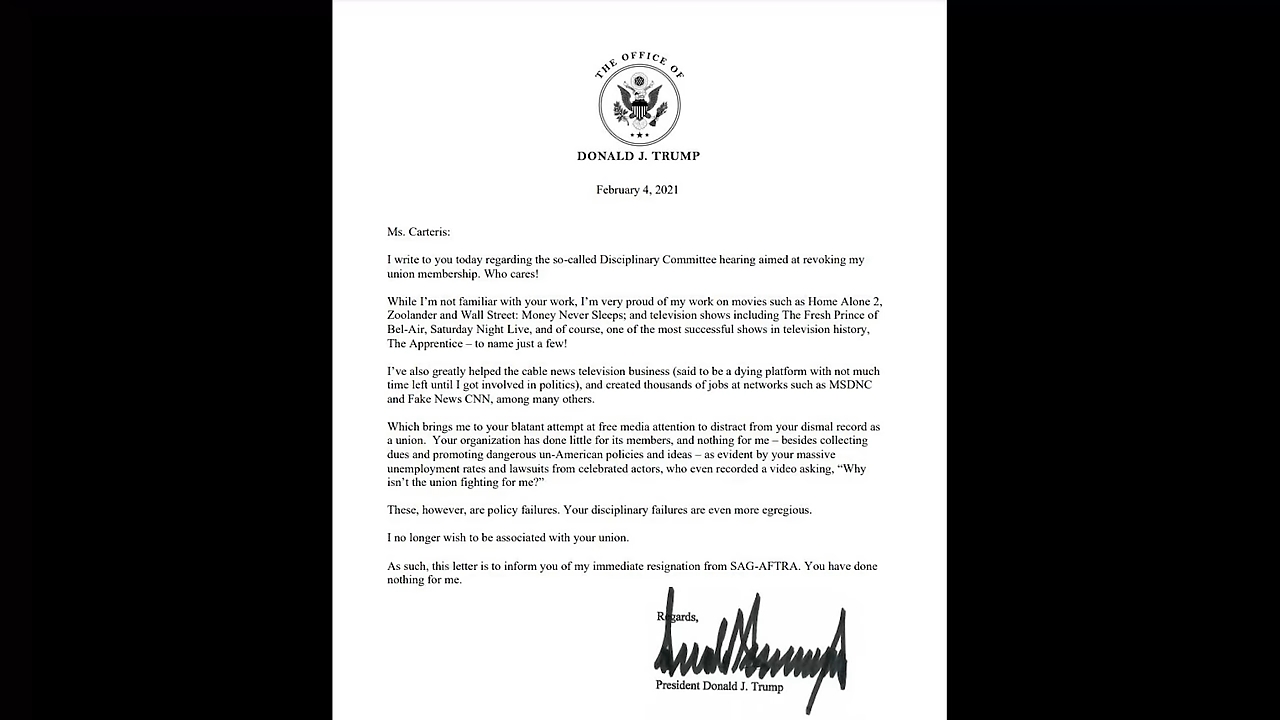 THE OFFICE OF
DONALD J. TRUMP
February 4, 2021
Ms. Carteris:
I write to you today regarding the so-called Disciplinary Committee hearing aimed at revoking my
union membership. Who cares!
While I’m not familiar with your work, I’m very proud of my work on movies such as Home Alone 2,
Zoolander and Wall Street: Money Never Sleeps; and television shows including The Fresh Prince of
Bel-Air, Saturday Night Live, and of course, one of the most successful shows in television history,
The Apprentice – to name just a few!
I’ve also greatly helped the cable news television business (said to be a dying platform with not much
time left until I got involved in politics), and created thousands of jobs at networks such as MSDNC
and Fake News CNN, among many others.
Which brings me to your blatant attempt at free media attention to distract from your dismal record as
a union.  Your organization has done little for its members, and nothing for me – besides collecting
dues and promoting dangerous un-American policies and ideas – as evident by your massive
unemployment rates and lawsuits from celebrated actors, who even recorded a video asking, “Why
isn’t the union fighting for me?”
These, however, are policy failures. Your disciplinary failures are even more egregious.
I no longer wish to be associated with your union.
As such, this letter is to inform you of my immediate resignation from SAG-AFTRA. You have done
nothing for me.
Regards,
President Donald J. Trump